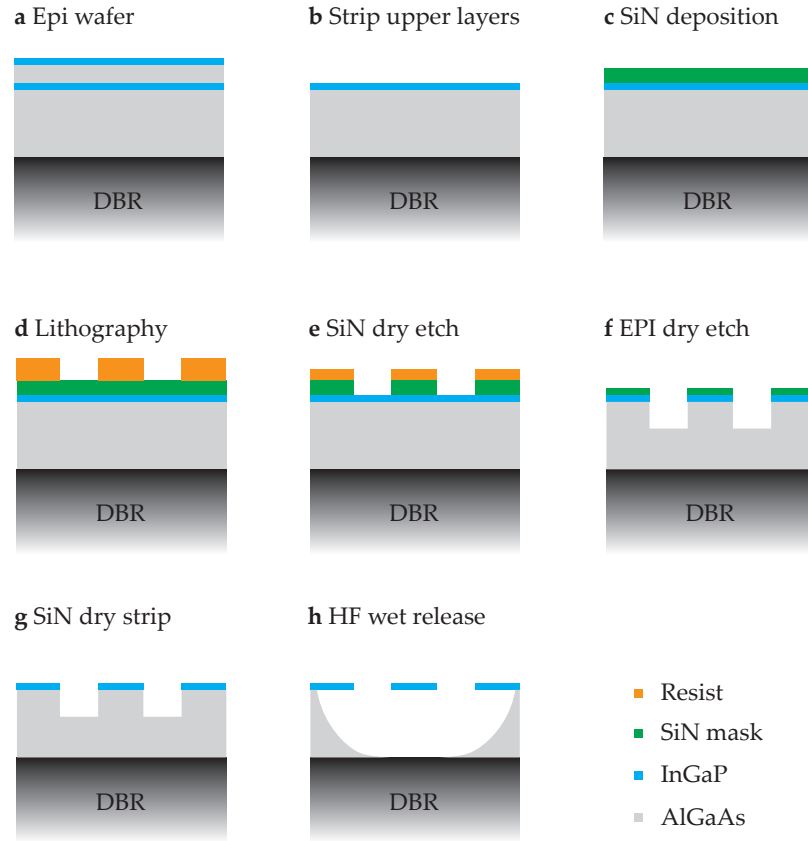 a Epi wafer
b Strip upper layers
c SiN deposition
DBR
DBR
DBR
d Lithography
e SiN dry etch
f EPI dry etch
DBR
DBR
DBR
g SiN dry strip
h HF wet release
DBR
DBR
Resist
SiN mask
InGaP
AlGaAs